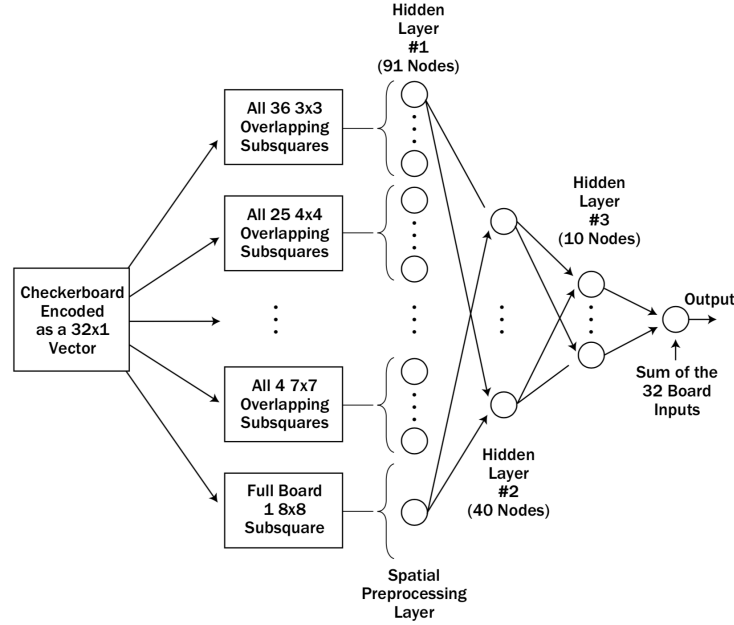 Hidden
Layer
#1
(91 Nodes)
All 36 3x3
Overlapping
Subsquares
All 25 4x4
Overlapping
Subsquares
Hidden
Layer
#3
(10 Nodes)
Checkerboard
Encoded
as a 32x1
Vector
Output
Sum of the
32 Board
Inputs
All 4 7x7
Overlapping
Subsquares
Hidden
Layer
#2
(40 Nodes)
Full Board
1 8x8
Subsquare
Spatial
Preprocessing
Layer